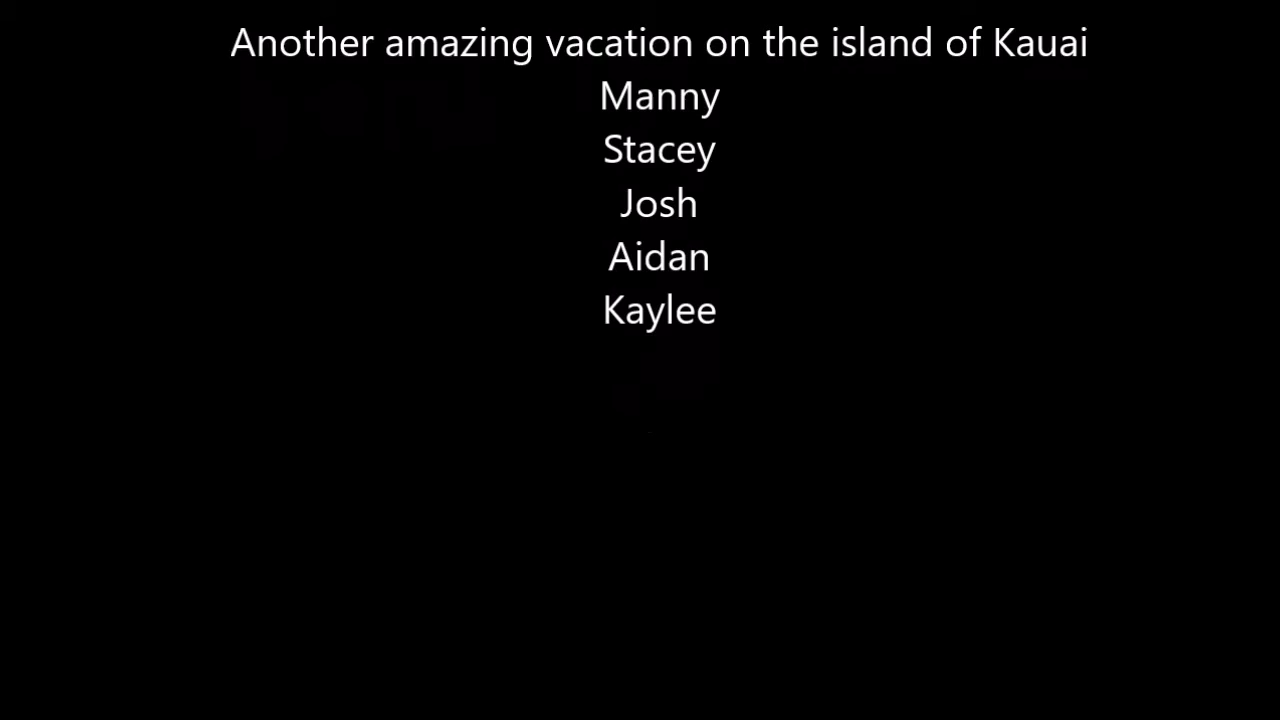 Another amazing vacation on the island of Kauai
Manny
Stacey
Josh
Aidan
Kaylee